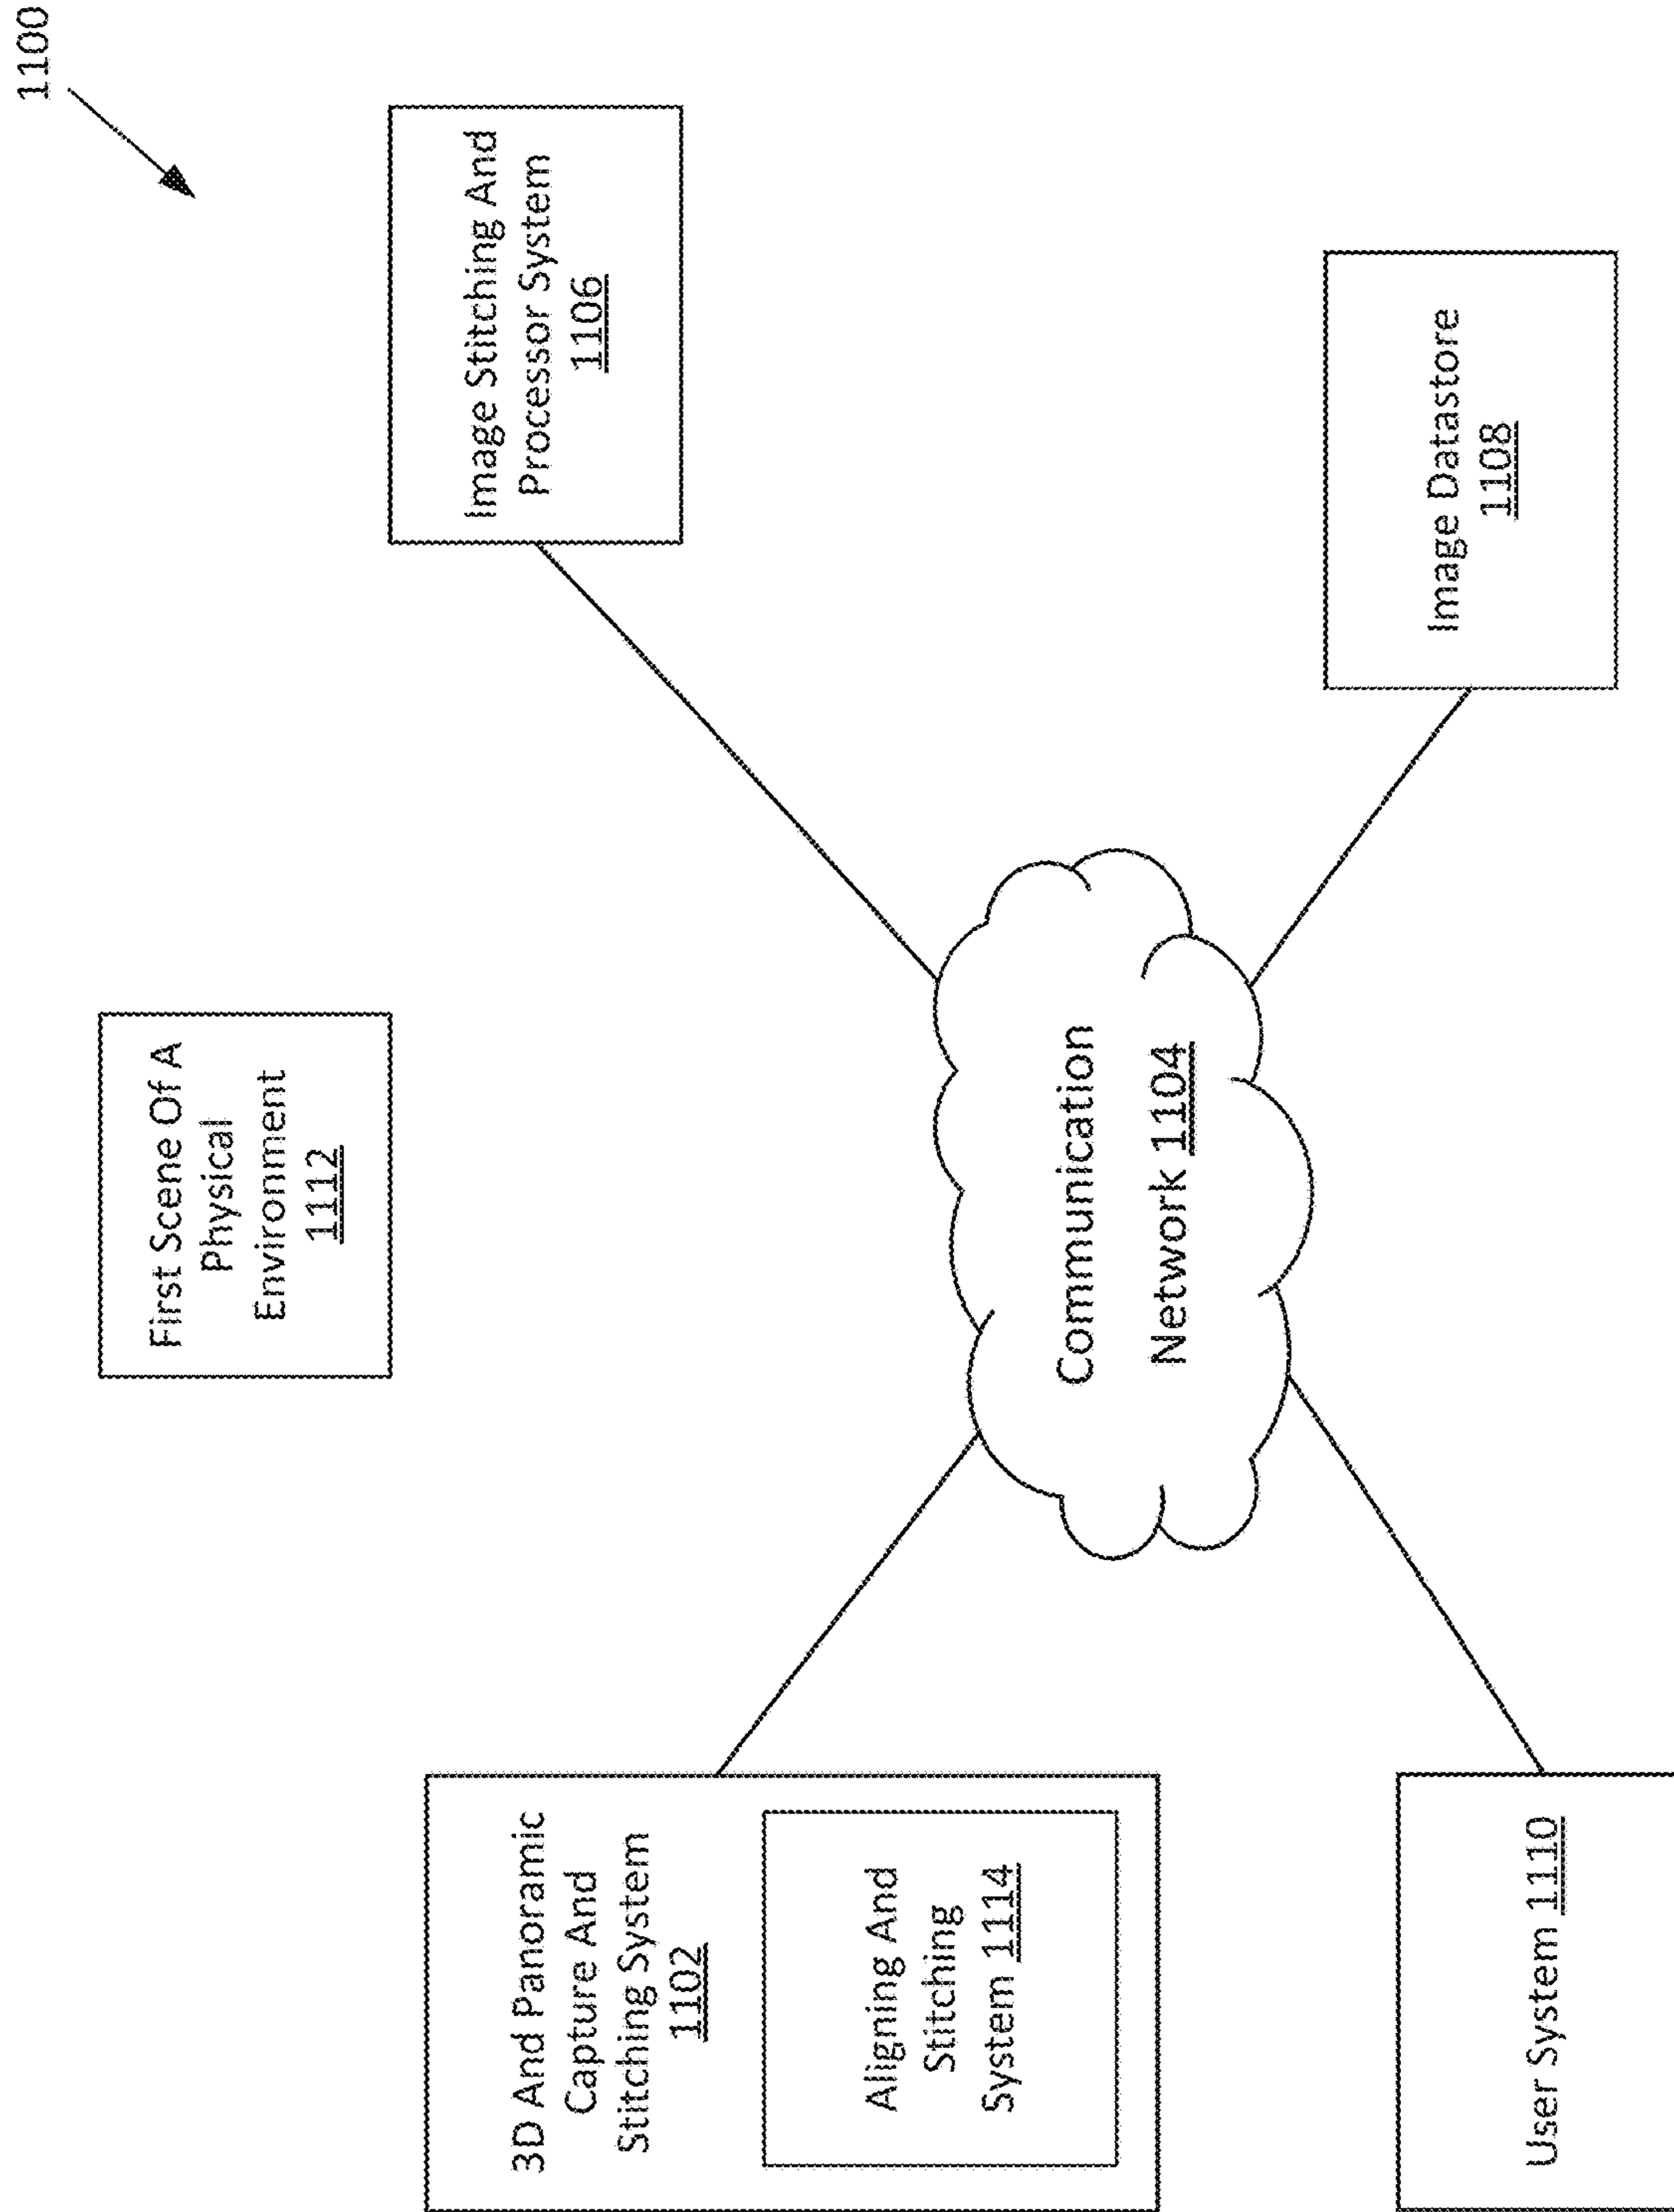 1100
First Scene Of A
Physical
Environment
1112
3D And Panoramic
Capture And
Stitching System
1102
Aligning And
Stitching
System 1114
Image Stitching And
Processor System
1106
Communication
Network 1104
User System 1110
Image Datastore
1108